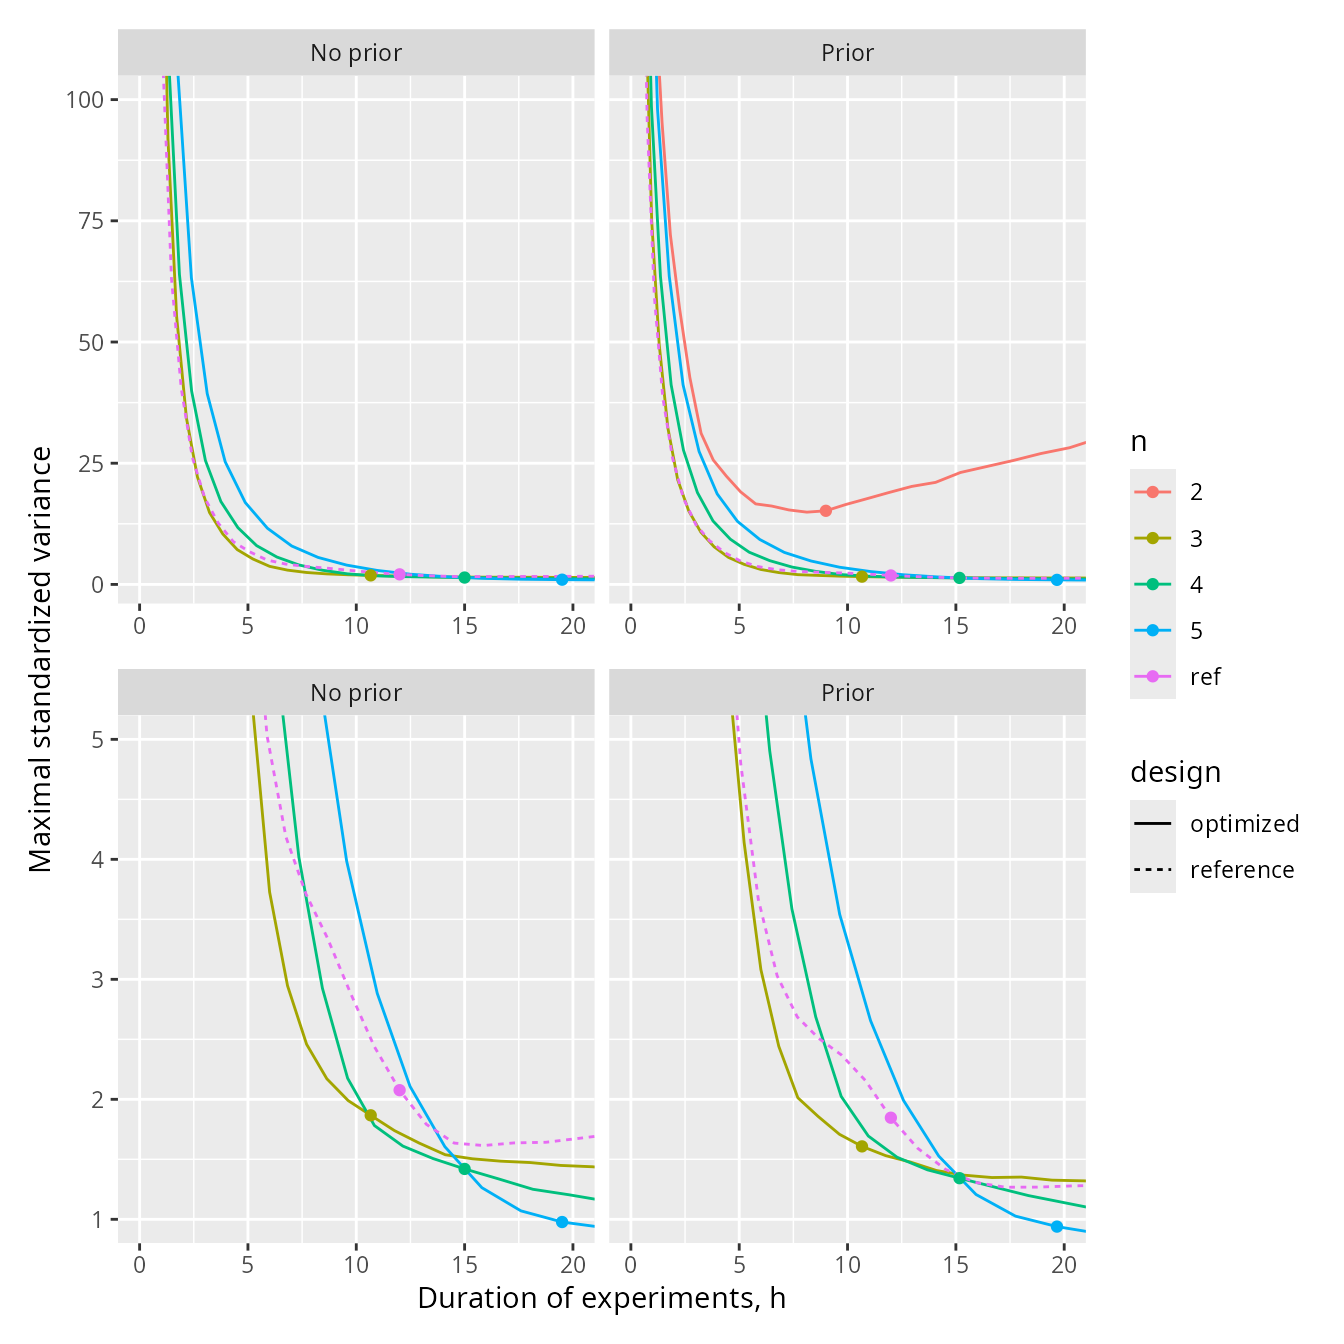 No prior
Prior
100
75
50
25
0
0 5 10 15 20
0 5 10 15 20
No prior
Prior
5
4
3
2
1
0 5 10 15 20
0 5 10 15 20
Maximal standardized variance
Duration of experiments, h
n
2
3
4
5
ref
design
optimized
reference